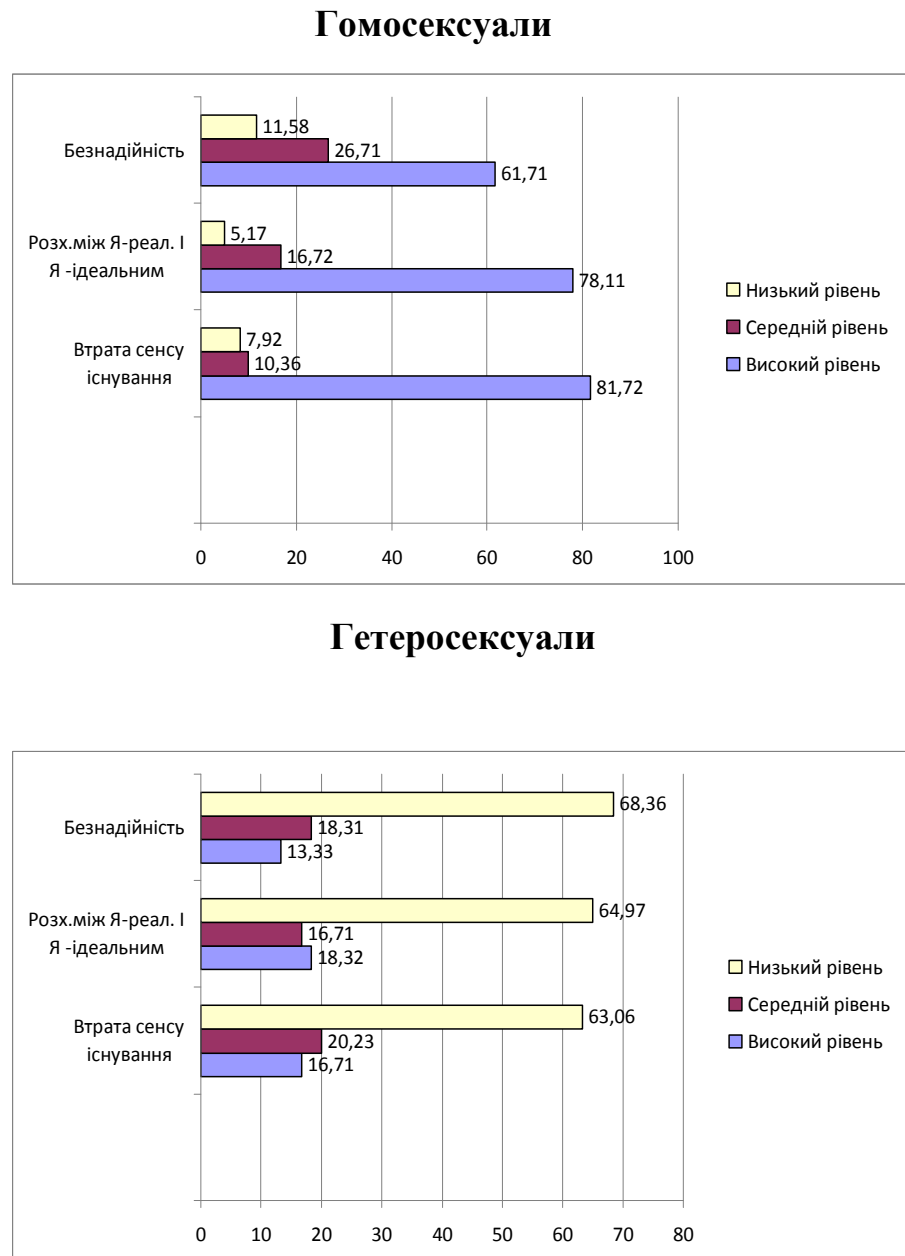 Гомосексуали
Безнадійність
11,58
26,71
61,71
Розх.між Я-реал. І
Я -ідеальним
5,17
16,72
78,11
Втрата сенсу
існування
7,92
10,36
81,72
Низький рівень
Середній рівень
Високий рівень
0 20 40 60 80 100
Гетеросексуали
Безнадійність
68,36
18,31
13,33
Розх.між Я-реал. І
Я -ідеальним
64,97
16,71
18,32
Втрата сенсу
існування
63,06
20,23
16,71
Низький рівень
Середній рівень
Високий рівень
0 10 20 30 40 50 60 70 80